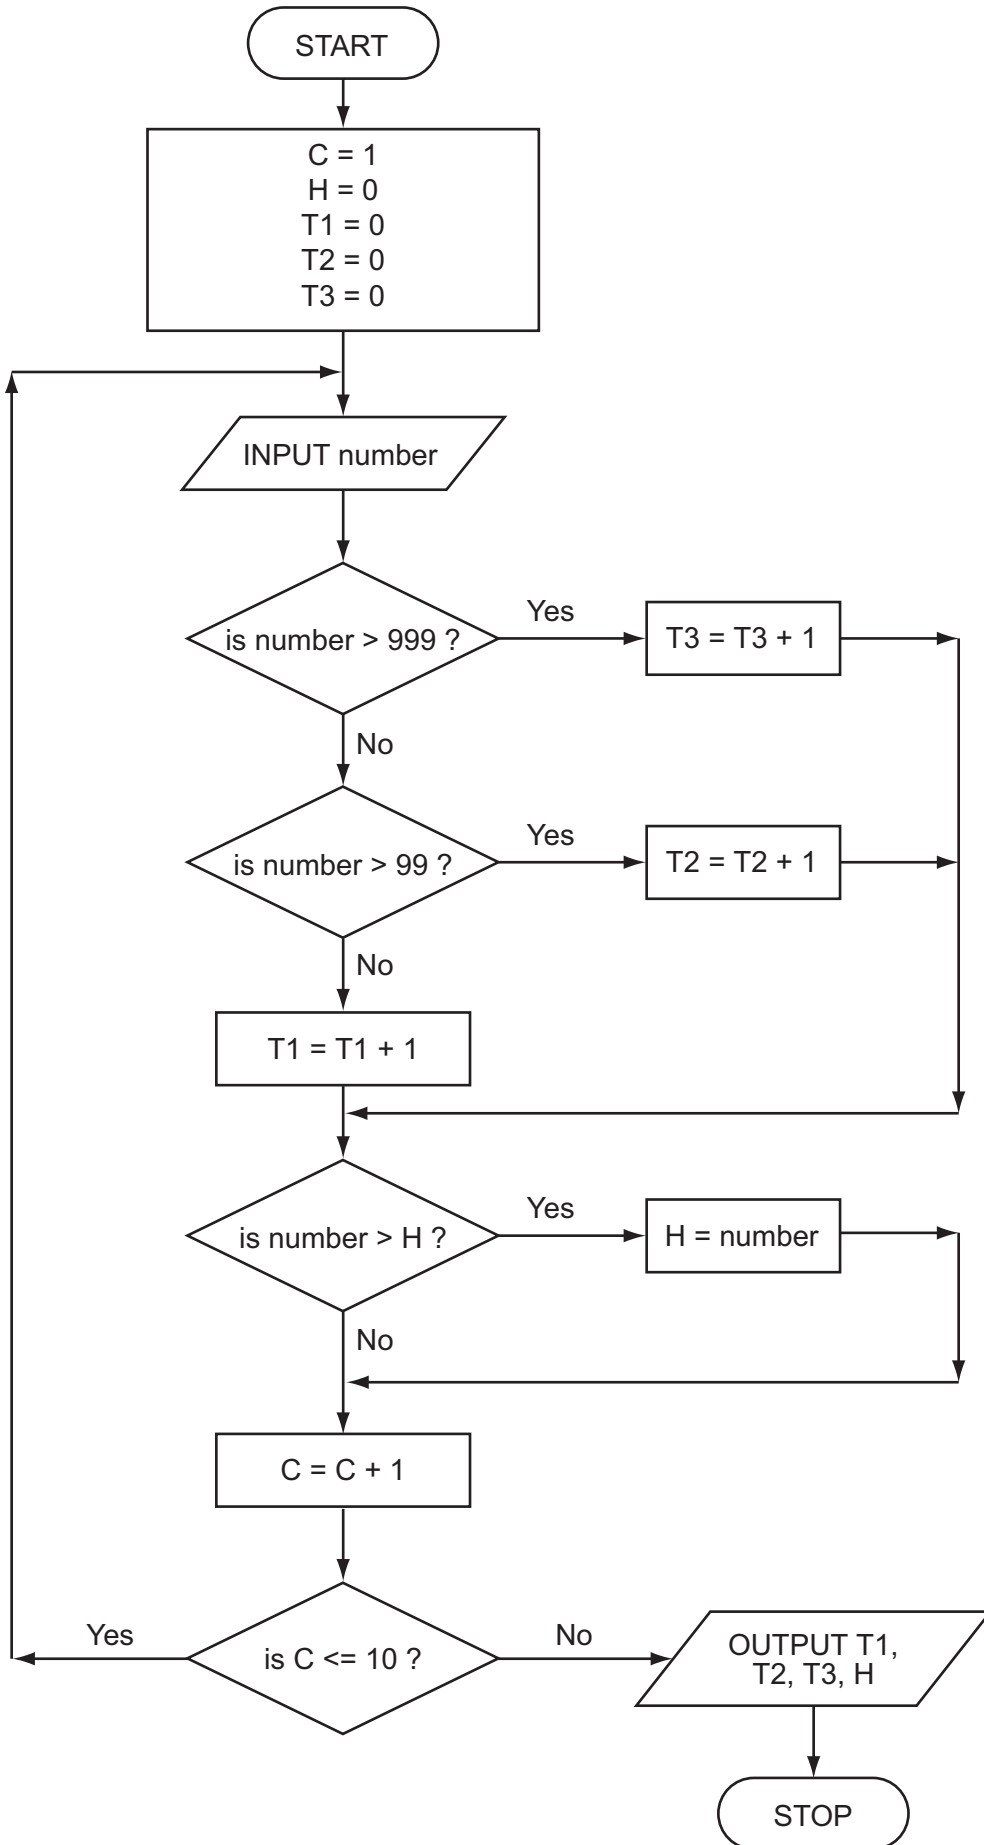 START
C = 1
H = 0
T1 = 0
T2 = 0
T3 = 0
INPUT number
is number > 999 ?
Yes
T3 = T3 + 1
No
is number > 99 ?
Yes
T2 = T2 + 1
No
T1 = T1 + 1
is number > H ?
Yes
H = number
No
C = C + 1
is C <= 10 ?
Yes
No
OUTPUT T1,
T2, T3, H
STOP